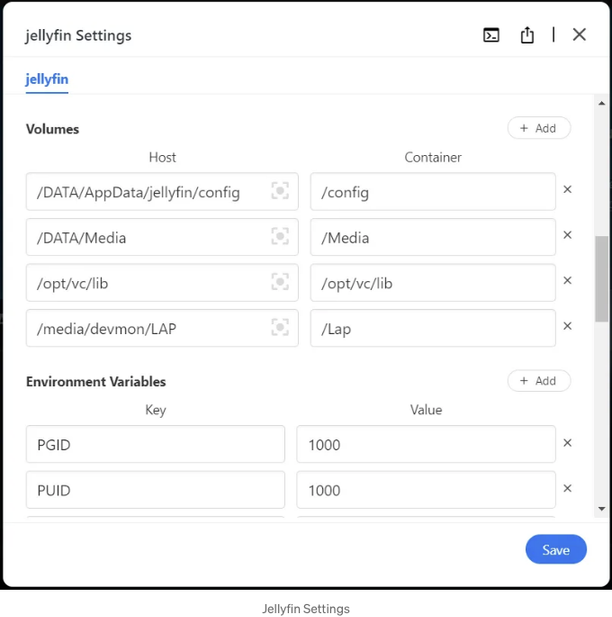 jellyfin Settings
jellyfin
Volumes
+ Add
Host Container
/DATA/AppData/jellyfin/config /config
/DATA/Media /Media
/opt/vc/lib /opt/vc/lib
/media/devmon/LAP /Lap
Environment Variables
+ Add
Key Value
PGID 1000
PUID 1000
Save
Jellyfin Settings